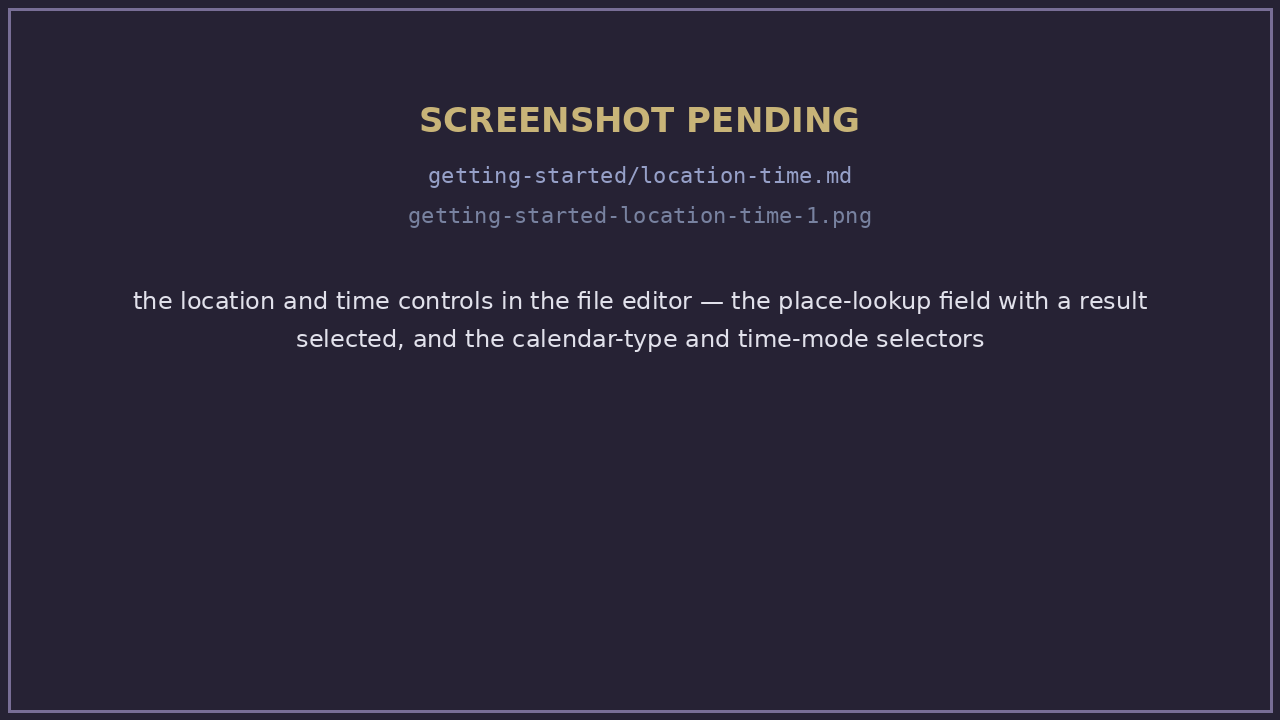 SCREENSHOT PENDING
getting-started/location-time.md
getting-started-location-time-1.png
the location and time controls in the file editor — the place-lookup field with a result
selected, and the calendar-type and time-mode selectors